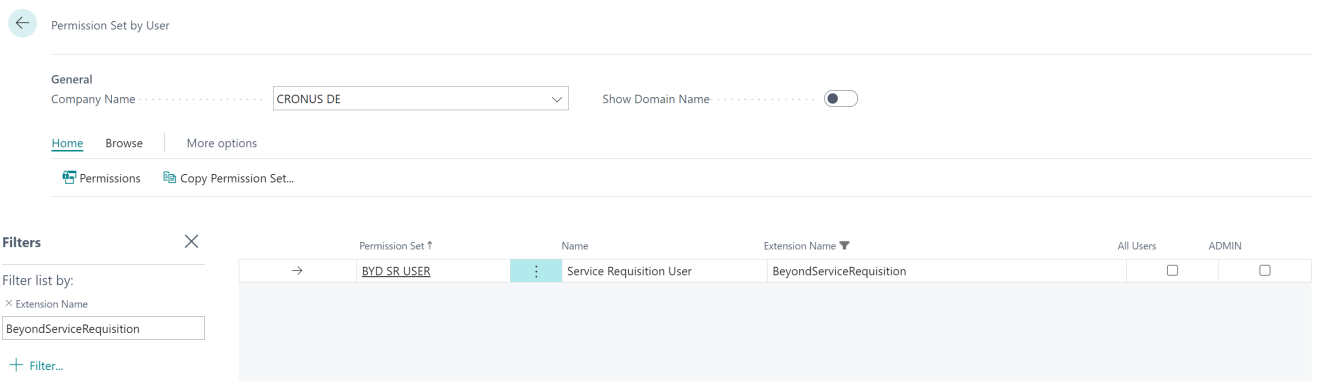 Permission Set by User
General
Company Name CRONUS DE Show Domain Name
Home Browse More options
Permissions Copy Permission Set...
Filters
Permission Set ↑ Name Extension Name All Users ADMIN
Filter list by:
BYD SR USER Service Requisition User BeyondServiceRequisition
× Extension Name
BeyondServiceRequisition
+ Filter...